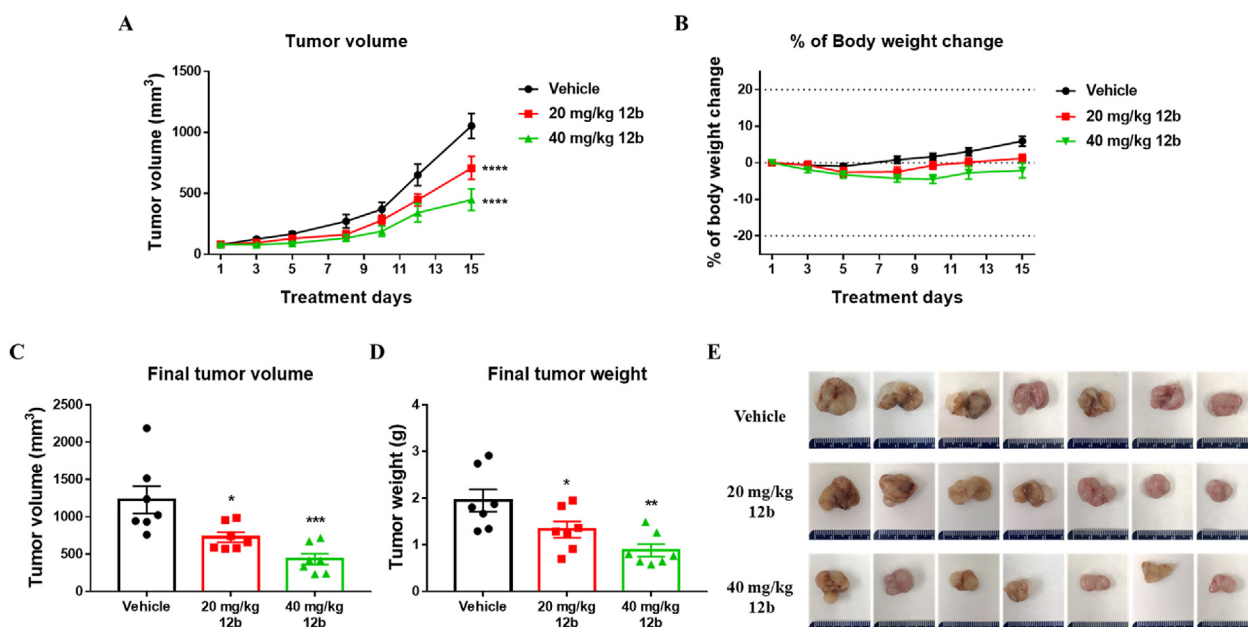 A
Tumor volume
Tumor volume (mm³)
1500
1000
500
0
1 3 5 7 9 11 13 15
Treatment days
Vehicle
20 mg/kg 12b
40 mg/kg 12b
****
****
B
% of Body weight change
% of body weight change
20
10
0
-10
-20
1 3 5 7 9 11 13 15
Treatment days
Vehicle
20 mg/kg 12b
40 mg/kg 12b
C
Final tumor volume
Tumor volume (mm³)
2500
2000
1500
1000
500
0
*
***
Vehicle 20 mg/kg 40 mg/kg
12b 12b
D
Final tumor weight
Tumor weight (g)
4
3
2
1
0
*
**
Vehicle 20 mg/kg 40 mg/kg
12b 12b
E
Vehicle
20 mg/kg
12b
40 mg/kg
12b